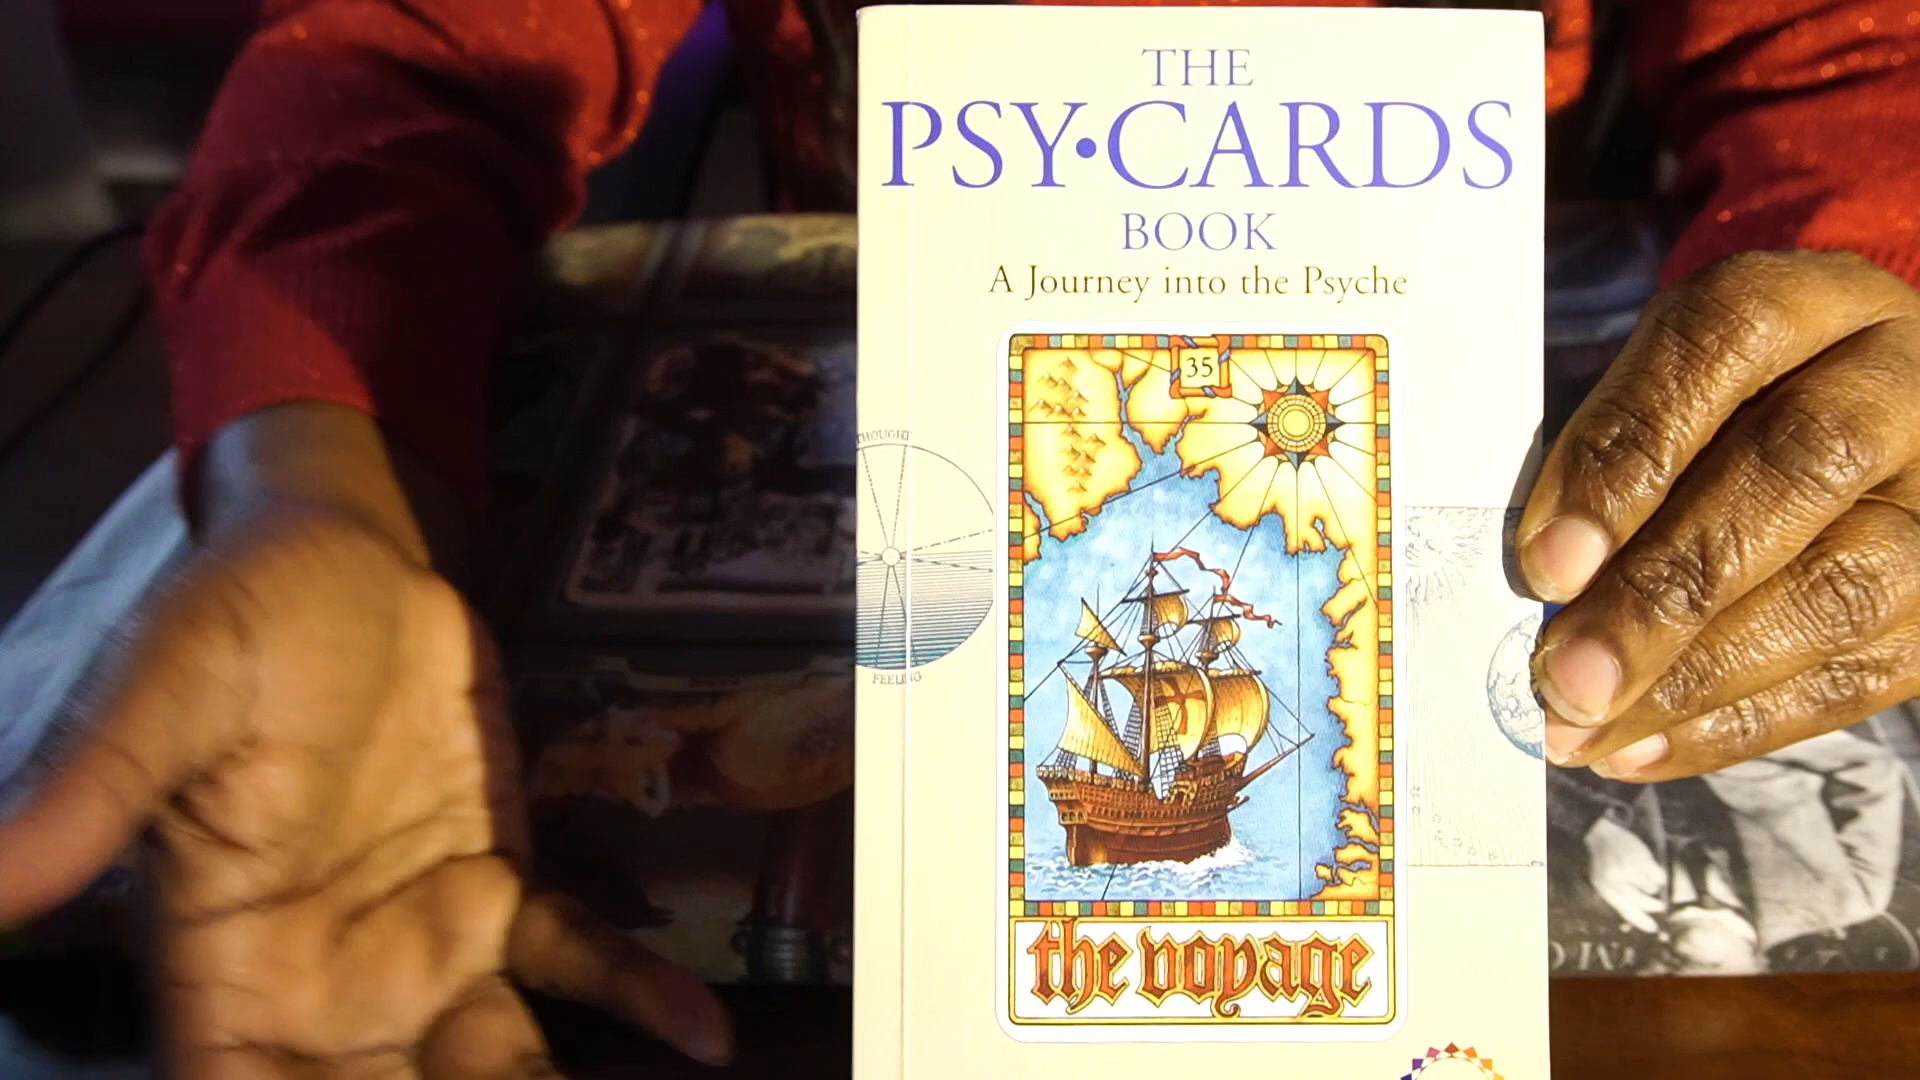 THE
PSY•CARDS
BOOK
A Journey into the Psyche
35
THOUGHT
FEELING
the voyage